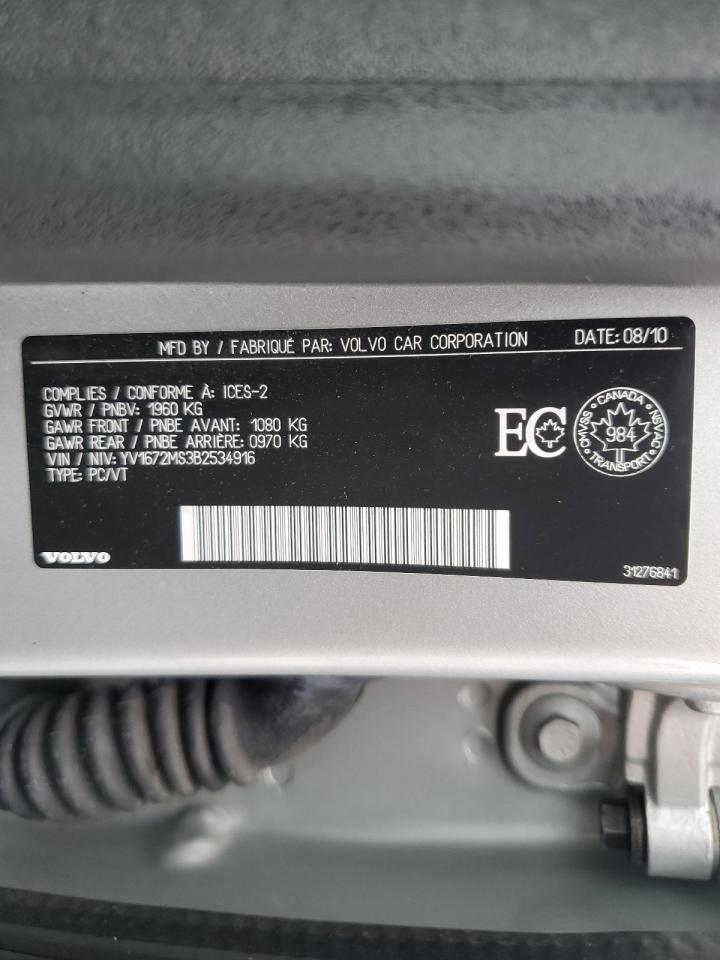 MFD BY / FABRIQUÉ PAR: VOLVO CAR CORPORATION DATE: 08/10
COMPLIES / CONFORME À: ICES-2
GVWR / PNBV: 1960 KG
GAWR FRONT / PNBE AVANT: 1080 KG
GAWR REAR / PNBE ARRIÈRE: 0970 KG
VIN / NIV: YV1672MS3B2534916
TYPE: PC/VT
EC
CANADA
CMVSS
984
NSVAC
TRANSPORT
VOLVO
31276841